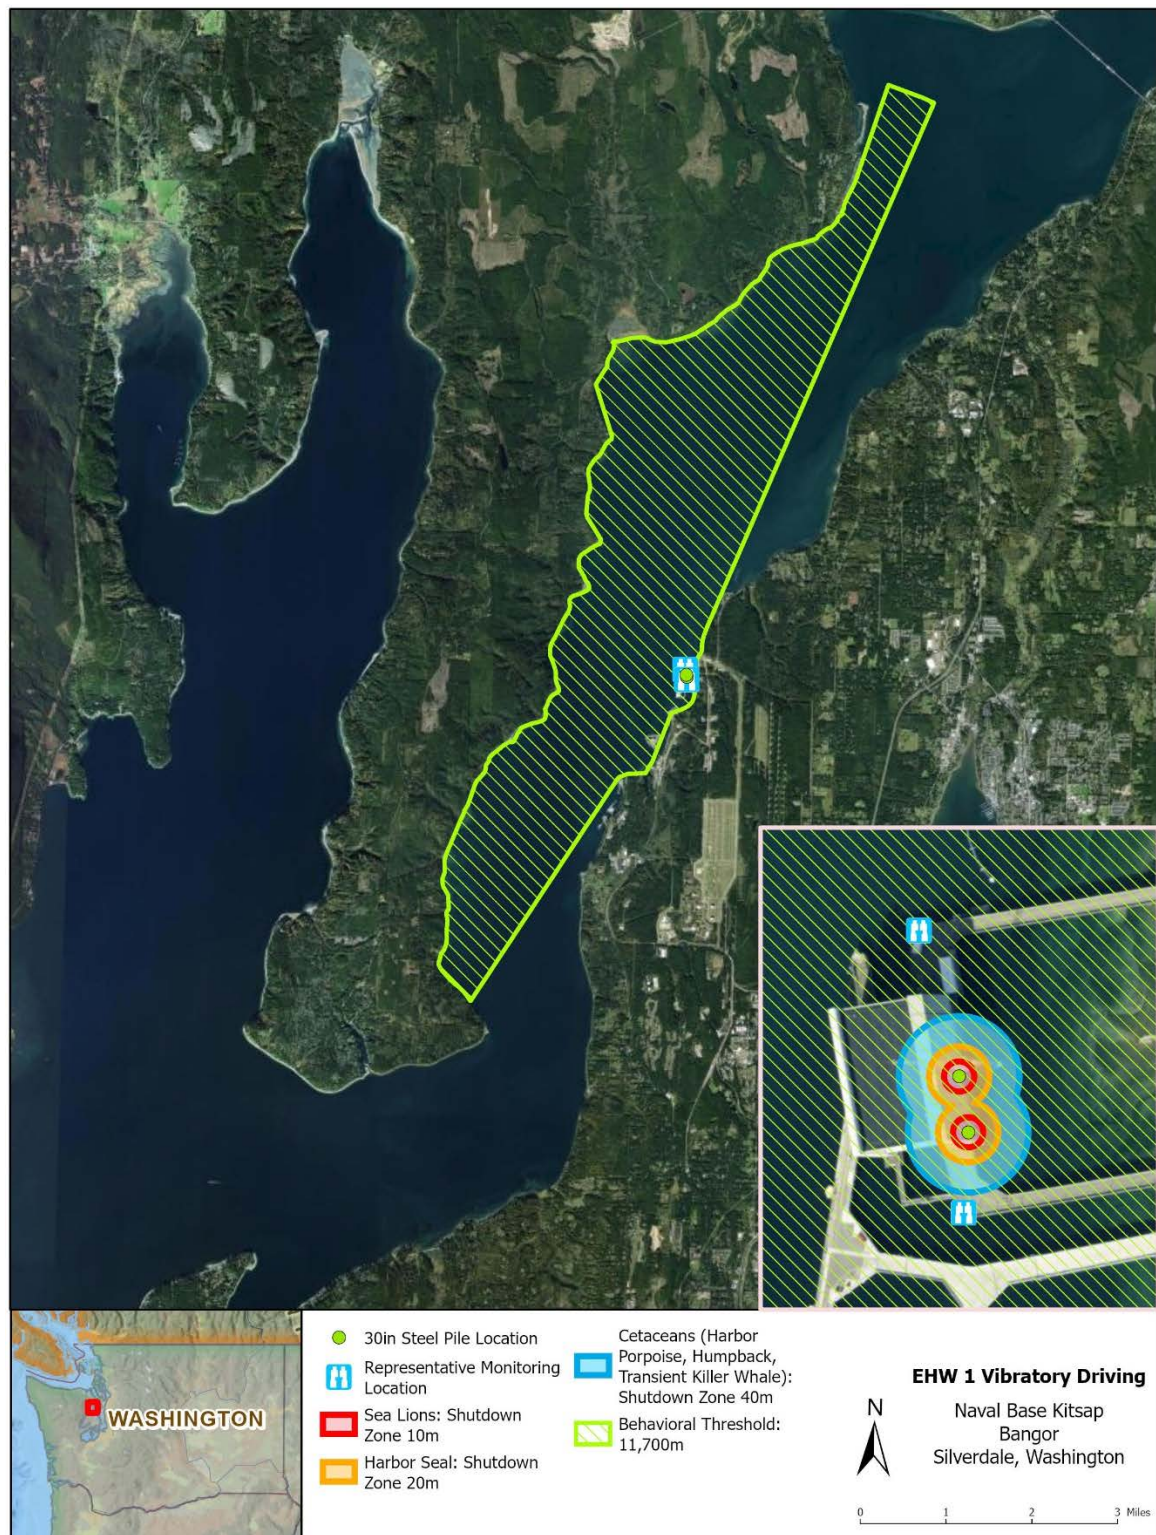 WASHINGTON
30in Steel Pile Location
Representative Monitoring
Location
Sea Lions: Shutdown
Zone 10m
Harbor Seal: Shutdown
Zone 20m
Cetaceans (Harbor
Porpoise, Humpback,
Transient Killer Whale):
Shutdown Zone 40m
Behavioral Threshold:
11,700m
N
EHW 1 Vibratory Driving
Naval Base Kitsap
Bangor
Silverdale, Washington
0 1 2 3 Miles